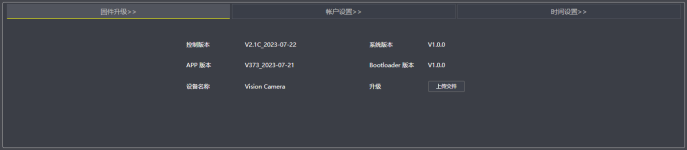 固件升级>> 帐户设置>> 时间设置>>
控制版本 V2.1C_2023-07-22 系统版本 V1.0.0
APP 版本 V373_2023-07-21 Bootloader 版本 V1.0.0
设备名称 Vision Camera 升级 上传文件